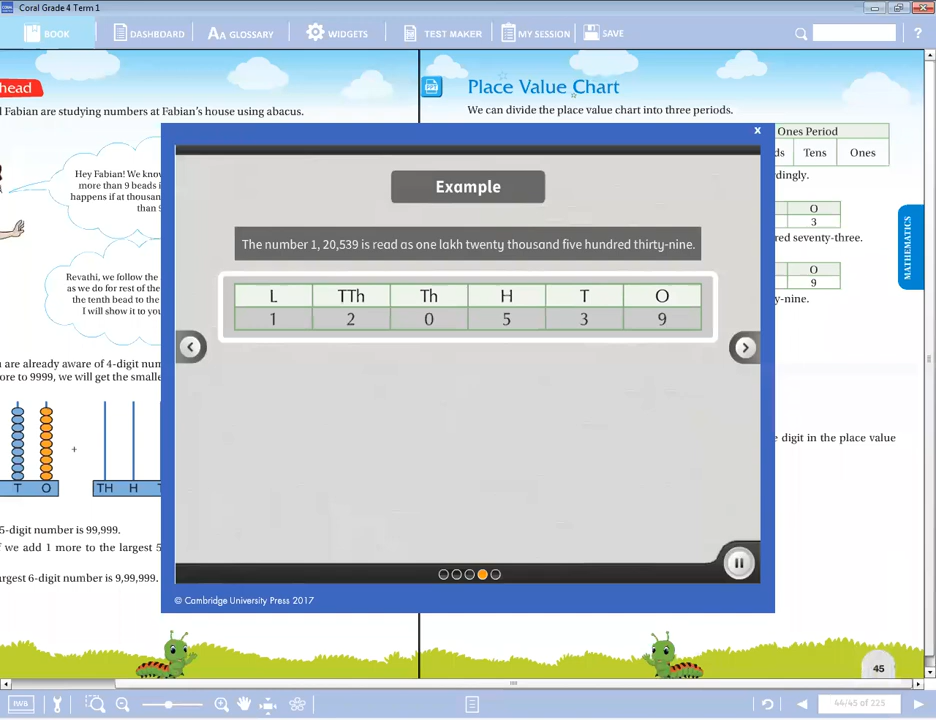 Coral Grade 4 Term 1
BOOK DASHBOARD AA GLOSSARY WIDGETS TEST MAKER MY SESSION SAVE ?
head
Fabian are studying numbers at Fabian's house using abacus.
Hey Fabian! We know
more than 9 beads
happens if at thousan
than 9
Revathi, we follow the
as we do for rest of the
the tenth bead to the
I will show it to you
are already aware of 4-digit num
ore to 9999, we will get the smalle
T O
+
TH H
5-digit number is 99,999.
f we add 1 more to the largest 5
argest 6-digit number is 9,99,999.
PPT
Place Value Chart
We can divide the place value chart into three periods.
Ones Period
ds Tens Ones
dingly.
O
3
red seventy-three.
O
9
y-nine.
e digit in the place value
MATHEMATICS
x
Example
The number 1, 20,539 is read as one lakh twenty thousand five hundred thirty-nine.
L TTh Th H T O
1 2 0 5 3 9
© Cambridge University Press 2017
45
IWB
44/45 of 225